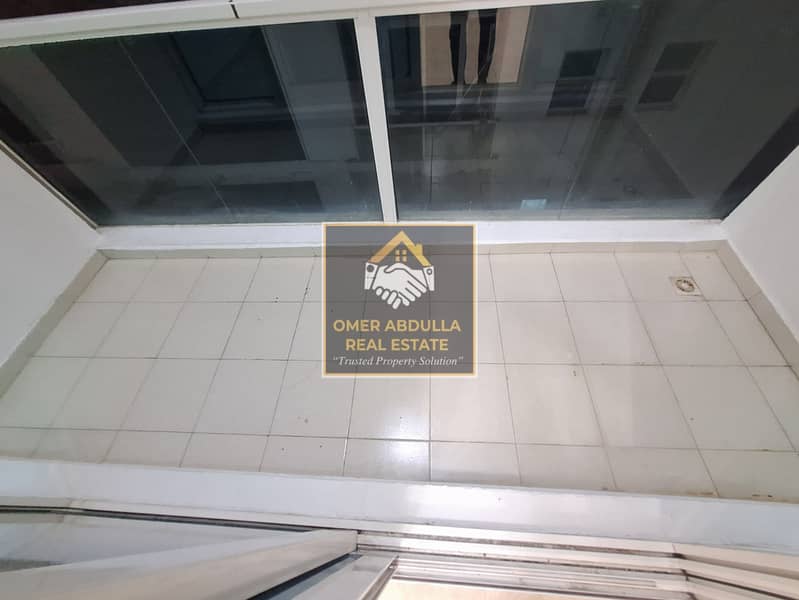 OMER ABDULLA
REAL ESTATE
“Trusted Property Solution”